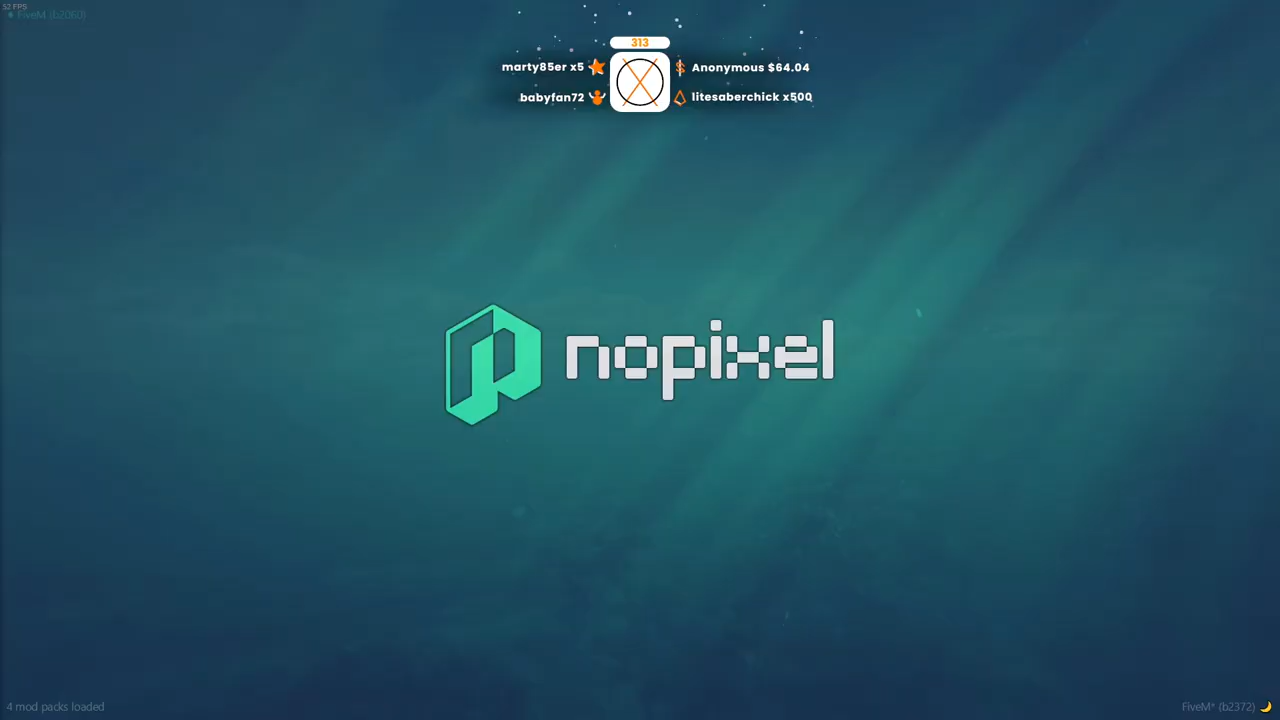 52 FPS
FiveM (b2060)
313
marty85er x5
Anonymous $64.04
babyfan72
litesaberchick x500
nopixel
4 mod packs loaded
FiveM* (b2372)